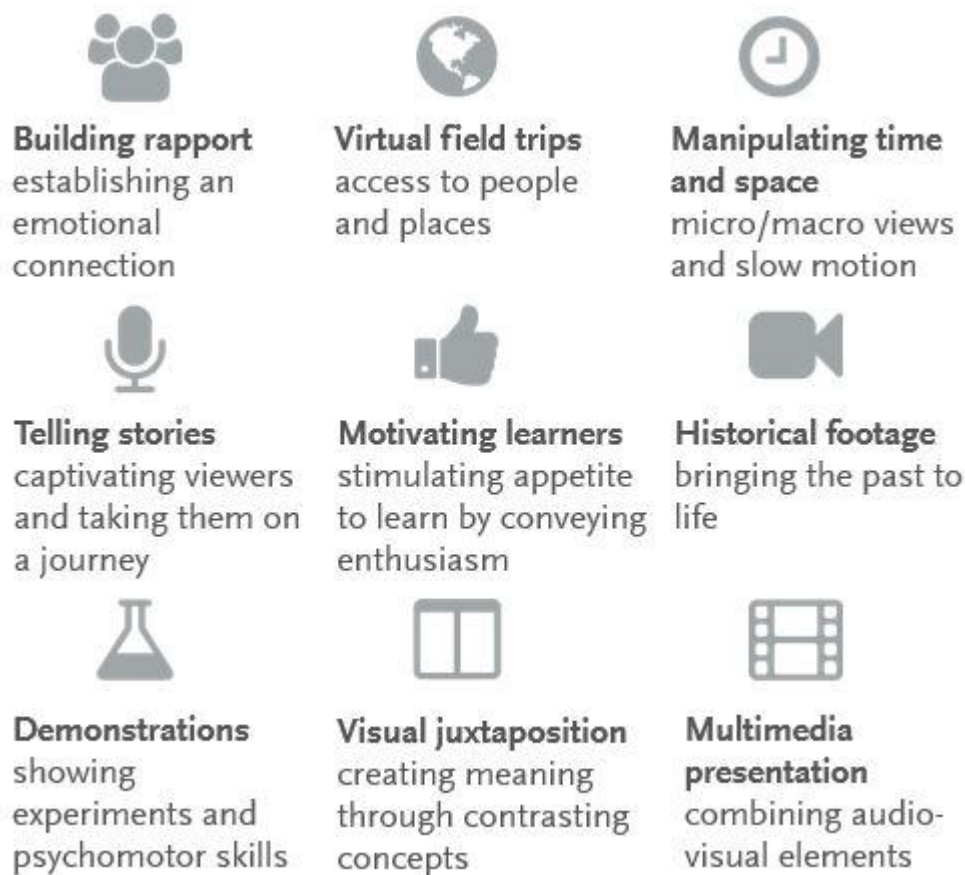 Building rapport
establishing an
emotional
connection
Virtual field trips
access to people
and places
Manipulating time
and space
micro/macro views
and slow motion
Telling stories
captivating viewers
and taking them on
a journey
Motivating learners
stimulating appetite
to learn by conveying
enthusiasm
Historical footage
bringing the past to
life
Demonstrations
showing
experiments and
psychomotor skills
Visual juxtaposition
creating meaning
through contrasting
concepts
Multimedia
presentation
combining audio-
visual elements